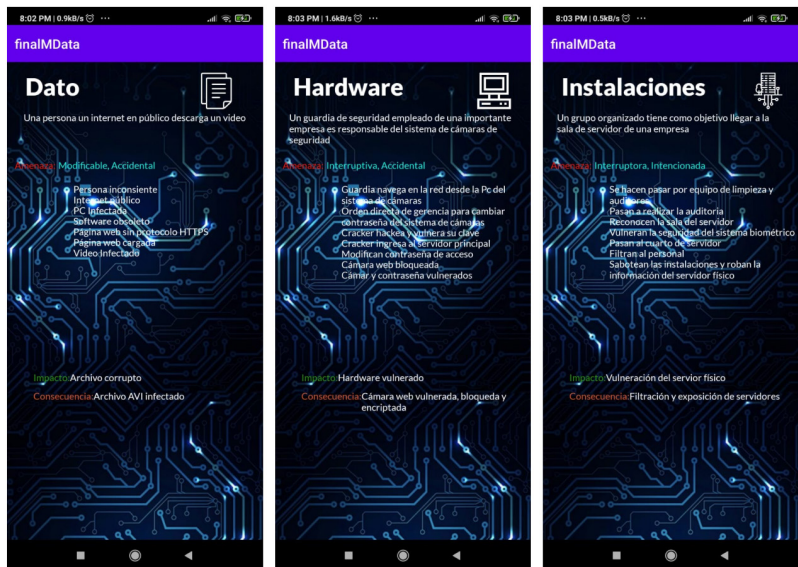 8:02 PM | 0.9kB/s
finalMData
Dato
Una persona un internet en público descarga un video
Amenaza: Modificable, Accidental
Persona inconsiente
Internet público
PC Infectada
Software obsoleto
Página web sin protocolo HTTPS
Página web cargada
Video Infectado
Impacto:Archivo corrupto
Consecuencia:Archivo AVI infectado
8:03 PM | 1.6kB/s
finalMData
Hardware
Un guardia de seguridad empleado de una iimportante
empresa es responsable del sistema de cámaras de
seguridad
Amenaza: Interruptiva, Accidental
Guardia navega en la red desde la Pc del
sistema de cámaras
Orden directa de gerencia para cambiar
contraseña del sistema de cámaras
Cracker hackea y vulnera su clave
Cracker ingresa al servidor principal
Modifican contraseña de acceso
Cámara web bloqueada
Cámar y contraseña vulnerados
Impacto:Hardware vulnerado
Consecuencia:Cámara web vulnerada, bloqueda y
encriptada
8:03 PM | 0.5kB/s
finalMData
Instalaciones
Un grupo organizado tiene como objetivo llegar a la
sala de servidor de una empresa
Amenaza: Interruptora, Intencionada
Se hacen pasar por equipo de limpieza y
auditores
Pasan a realizar la auditoria
Reconocen la sala del servidor
Vulneran la seguridad del sistema biométrico
Pasan al cuarto de servidor
Filtran al personal
Sabotean las instalaciones y roban la
información del servidor físico
Impacto:Vulneración del servior físico
Consecuencia:Filtración y exposición de servidores